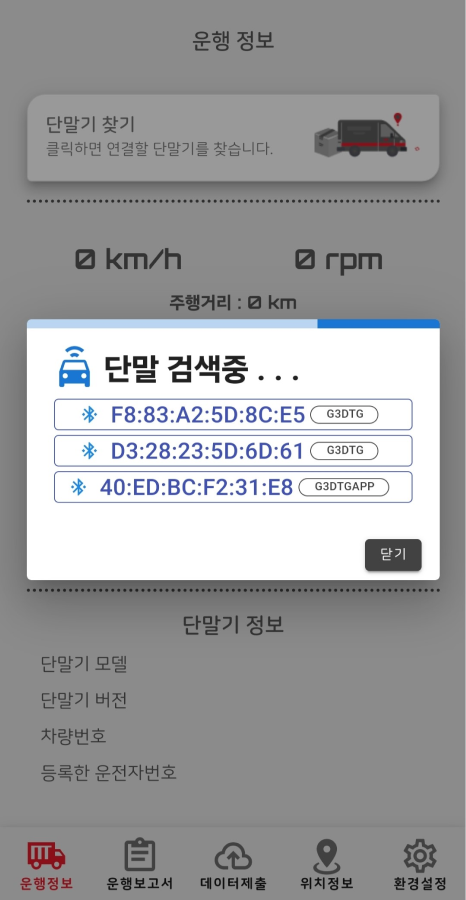 운행 정보
단말기 찾기
클릭하면 연결할 단말기를 찾습니다.
0 km/h
0 rpm
주행거리 : 0 km
단말 검색중 . . .
F8:83:A2:5D:8C:E5 G3DTG
D3:28:23:5D:6D:61 G3DTG
40:ED:BC:F2:31:E8 G3DTGAPP
닫기
단말기 정보
단말기 모델
단말기 버전
차량번호
등록한 운전자번호
운행정보
운행보고서
데이터제출
위치정보
환경설정